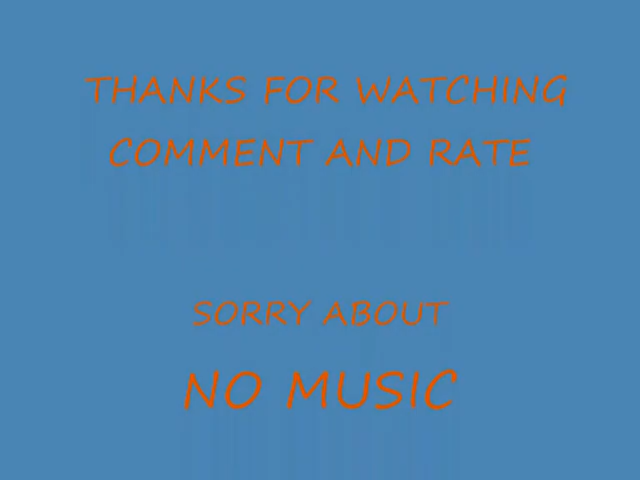 THANKS FOR WATCHING
COMMENT AND RATE
SORRY ABOUT
NO MUSIC